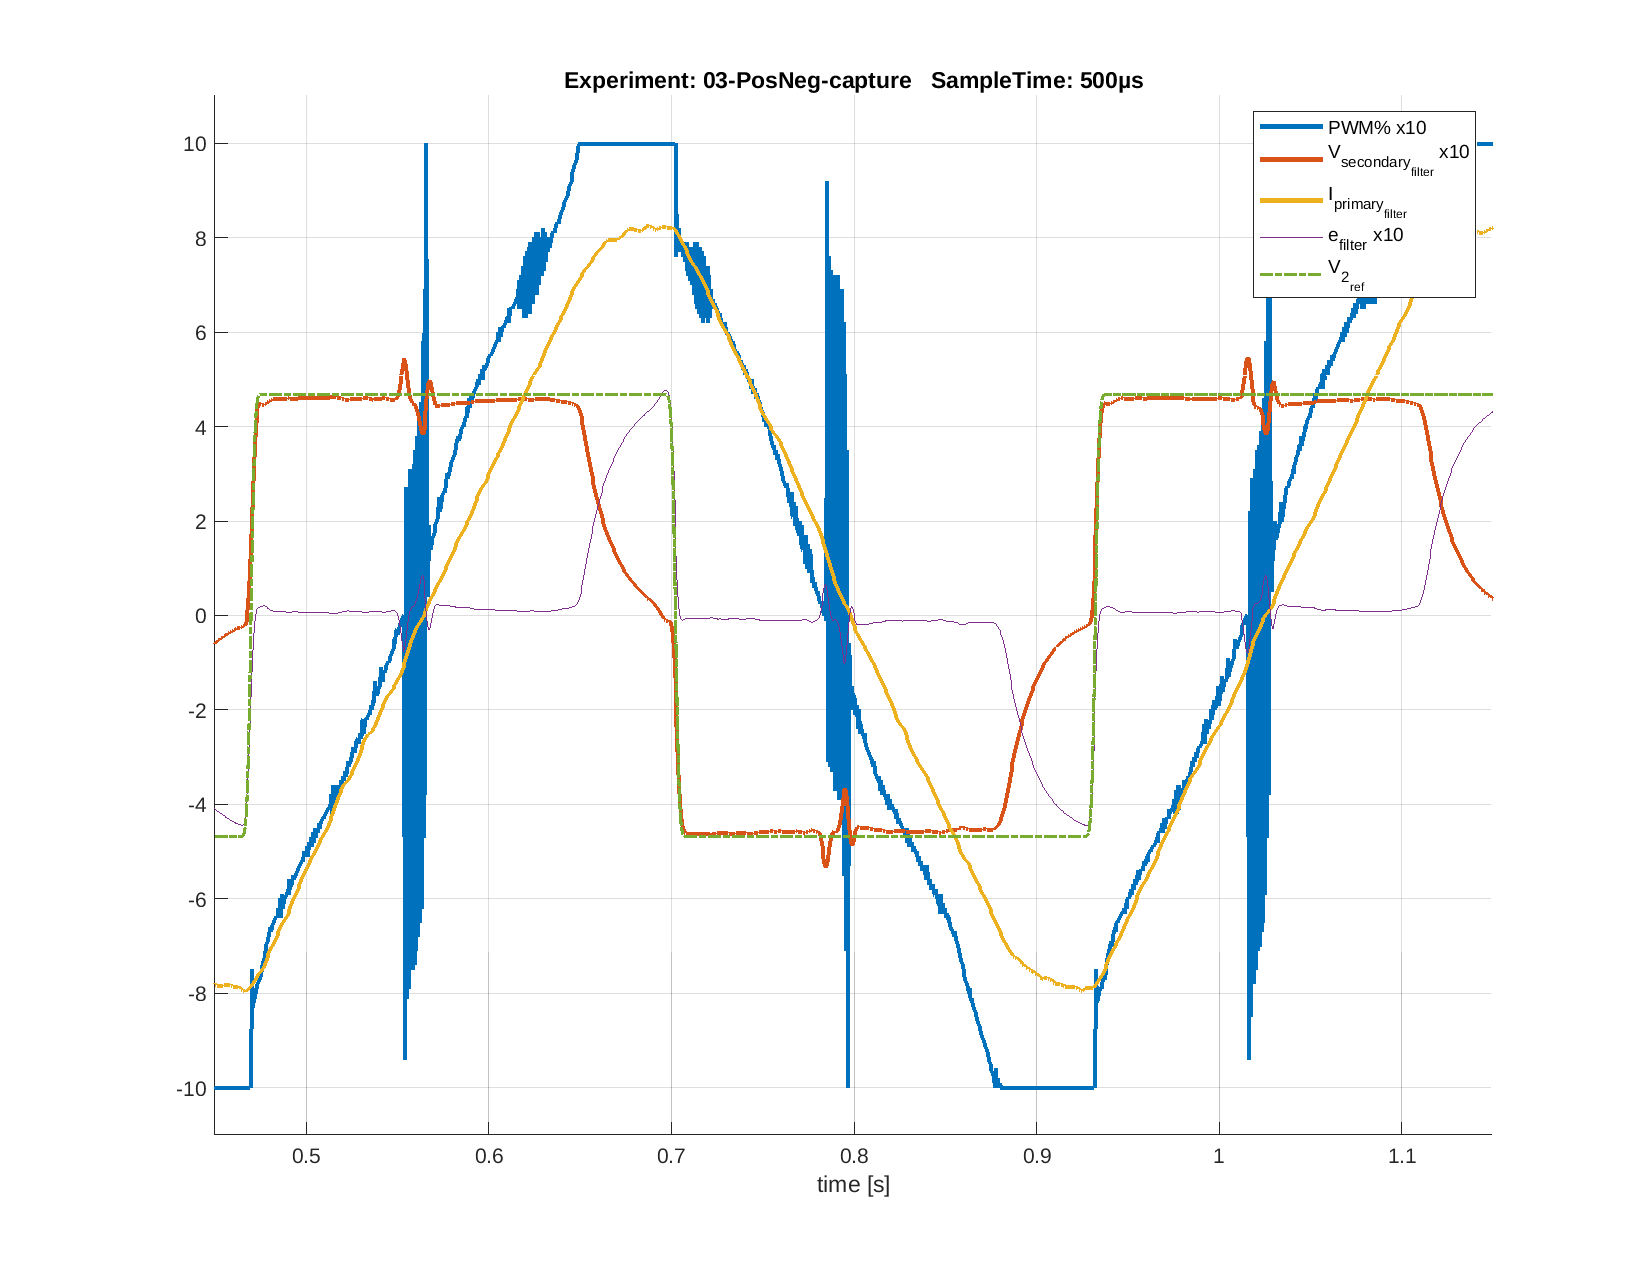 Experiment: 03-PosNeg-capture   SampleTime: 500µs
PWM% x10
Vsecondaryfilter x10
Iprimaryfilter
efilter x10
V2ref
10
8
6
4
2
0
-2
-4
-6
-8
-10
0.5 0.6 0.7 0.8 0.9 1 1.1
time [s]